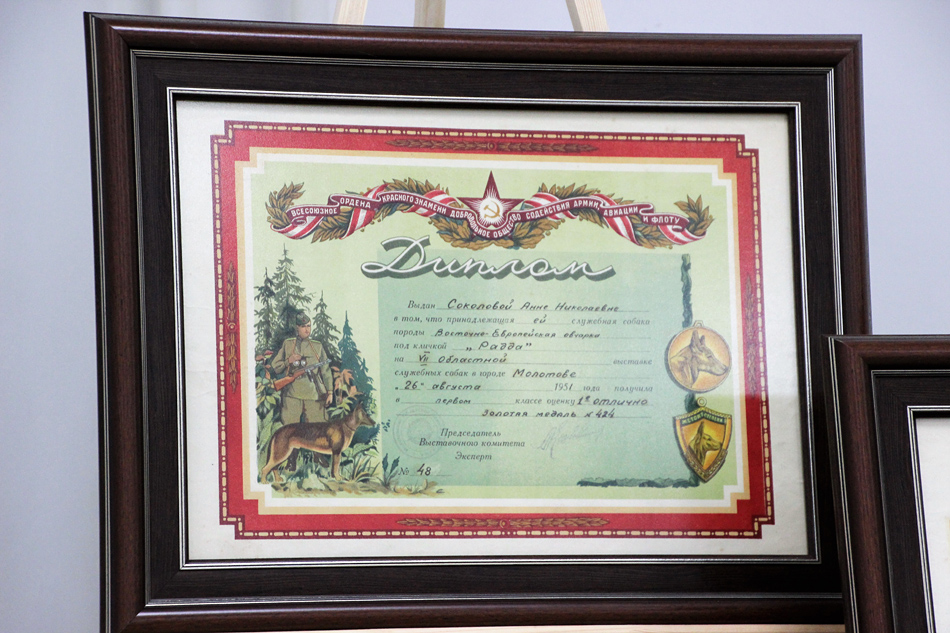 ВСЕСОЮЗНОЕ ОРДЕНА КРАСНОГО ЗНАМЕНИ ДОБРОВОЛЬНОЕ ОБЩЕСТВО СОДЕЙСТВИЯ АРМИИ, АВИАЦИИ И ФЛОТУ
Диплом
Выдан Соколовой Анне Николаевне
в том, что принадлежащая ей служебная собака
породы Восточно-Европейская овчарка
под кличкой „Радда"
на VII Областной выставке
служебных собак в городе Молотове
„26" августа 1951 года получила
в первом классе оценку 1ю отлично
Золотая медаль № 424
Председатель
Выставочного комитета
Эксперт
№ 48